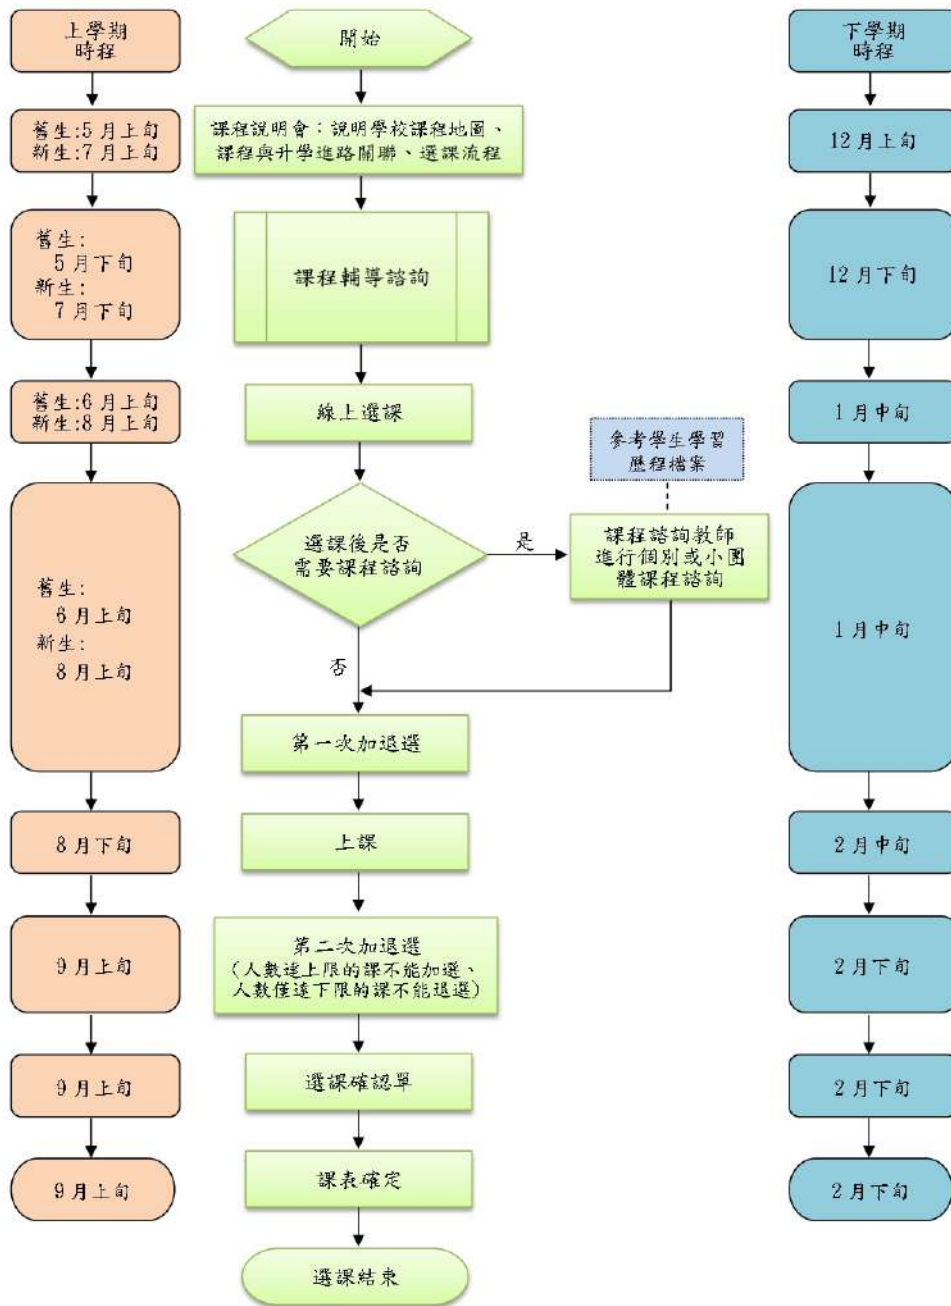 上學期
時程
開始
下學期
時程
舊生:5月上旬
新生:7月上旬
課程說明會：說明學校課程地圖、
課程與升學進路關聯、選課流程
12月上旬
舊生:
5月下旬
新生:
7月下旬
課程輔導諮詢
12月下旬
舊生:6月上旬
新生:8月上旬
線上選課
1月中旬
參考學生學習
歷程檔案
選課後是否
需要課程諮詢
是
課程諮詢教師
進行個別或小團
體課程諮詢
舊生:
6月上旬
新生:
8月上旬
1月中旬
否
第一次加退選
8月下旬
上課
2月中旬
9月上旬
第二次加退選
(人數達上限的課不能加選、
人數僅達下限的課不能退選)
2月下旬
9月上旬
選課確認單
2月下旬
9月上旬
課表確定
2月下旬
選課結束